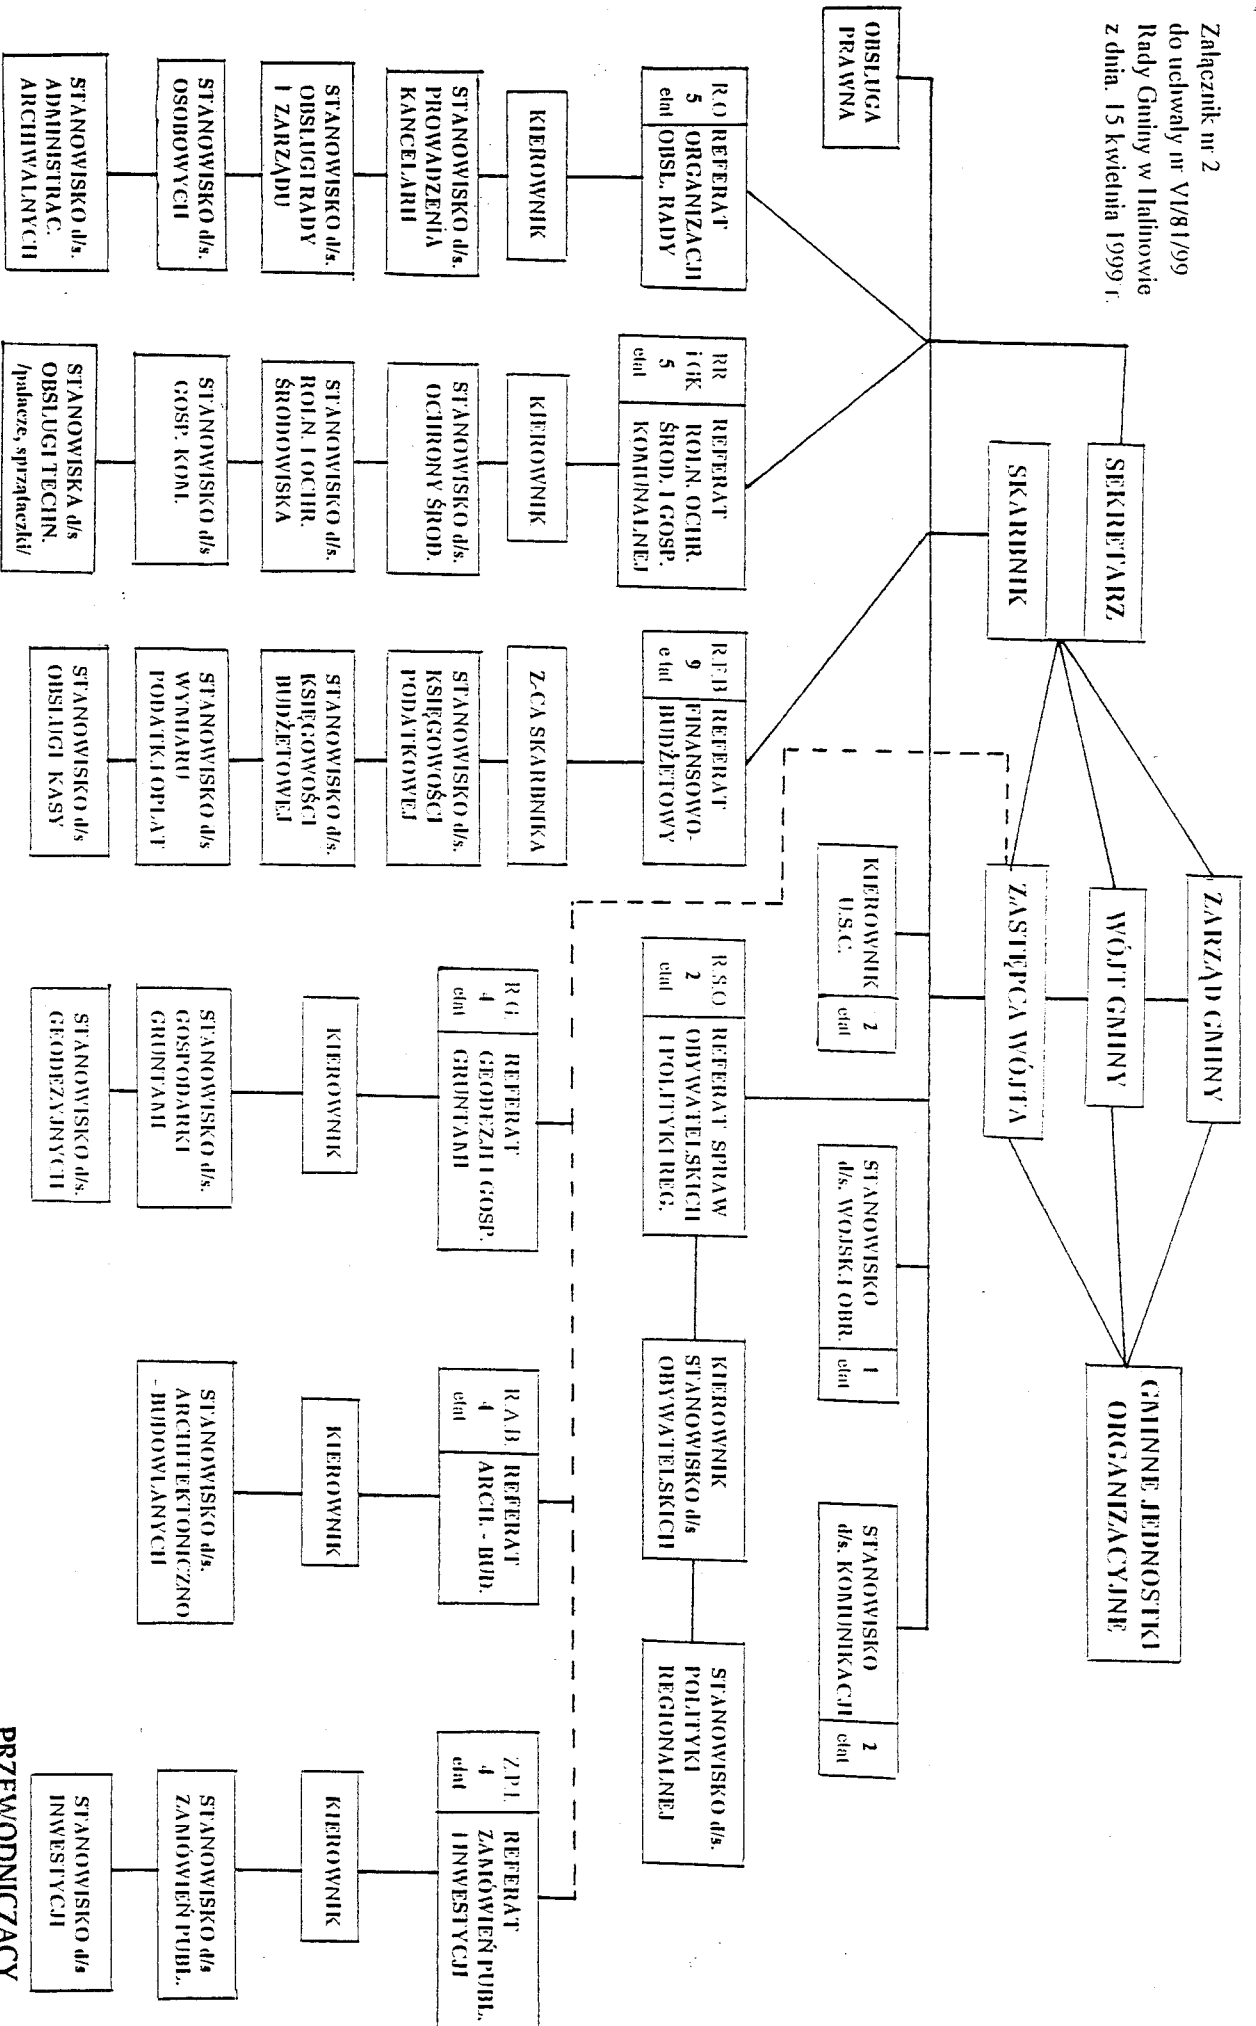 Załącznik nr 2
do uchwały nr VI/81/99
Rady Gminy w Halinowie
z dnia. 15 kwietnia 1999 r.
ZARZĄD GMINY
WÓJT GMINY
ZASTĘPCA WÓJTA
GMINNE JEDNOSTKI
ORGANIZACYJNE
SEKRETARZ
SKARBNIK
OBSŁUGA
PRAWNA
KIEROWNIK
U.S.C.
2
etat
STANOWISKO
d/s. WOJSK. I OBR.
1
etat
STANOWISKO
d/s. KOMUNIKACJI
2
etat
R.O
5
etat
REFERAT
ORGANIZACJI
OBSŁ. RADY
KIEROWNIK
STANOWISKO d/s.
PROWADZENIA
KANCELARII
STANOWISKO d/s.
OBSŁUGI RADY
I ZARZĄDU
STANOWISKO d/s.
OSOBOWYCH
STANOWISKO d/s.
ADMINISTRAC.
ARCHIWALNYCH
RR
i GK
5
etat
REFERAT
ROLN. OCHR.
ŚROD. I GOSP.
KOMUNALNEJ
KIEROWNIK
STANOWISKO d/s.
OCHRONY ŚROD.
STANOWISKO d/s.
ROLN. I OCHR.
ŚRODOWISKA
STANOWISKO d/s.
GOSP. KOM.
STANOWISKA d/s
OBSŁUGI TECHN.
/palacze, sprzątaczki/
R.F.B
9
etat
REFERAT
FINANSOWO-
BUDŻETOWY
Z-CA SKARBNIKA
STANOWISKO d/s.
KSIĘGOWOŚCI
PODATKOWEJ
STANOWISKO d/s.
KSIĘGOWOŚCI
BUDŻETOWEJ
STANOWISKO d/s
WYMIARU
PODATK.I OPŁAT
STANOWISKO d/s
OBSŁUGI KASY
R.S.O
2
etat
REFERAT SPRAW
OBYWATELSKICH
I POLITYKI REG.
KIEROWNIK
STANOWISKO d/s
OBYWATELSKICH
STANOWISKO d/s.
POLITYKI
REGIONALNEJ
R.G.
4
etat
REFERAT
GEODEZJI I GOSP.
GRUNTAMI
KIEROWNIK
STANOWISKO d/s.
GOSPODARKI
GRUNTAMI
STANOWISKO d/s.
GEODEZYJNYCH
R.A.B.
4
etat
REFERAT
ARCH. - BUD.
KIEROWNIK
STANOWISKO d/s.
ARCHITEKTONICZNO
- BUDOWLANYCH
Z.P.I.
4
etat
REFERAT
ZAMÓWIEŃ PUBL.
I INWESTYCJI
KIEROWNIK
STANOWISKO d/s
ZAMÓWIEŃ PUBL.
STANOWISKO d/s
INWESTYCJI
PRZEWODNICZĄCY